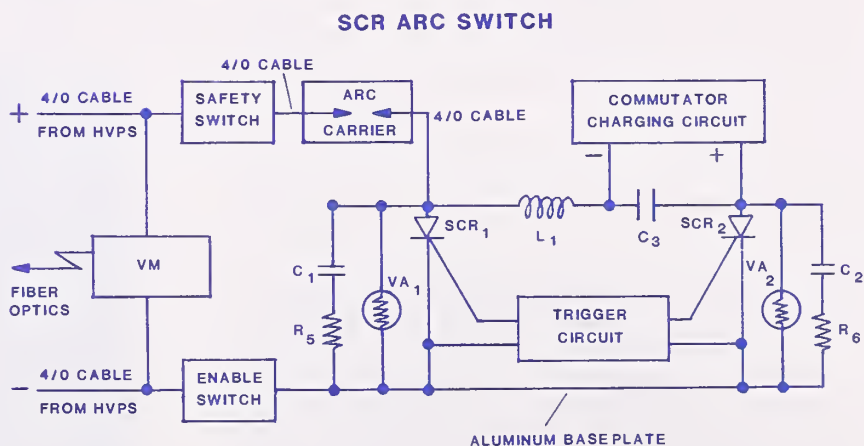 SCR ARC SWITCH
4/0 CABLE
+
4/0 CABLE
FROM HVPS
SAFETY
SWITCH
ARC
CARRIER
4/0 CABLE
COMMUTATOR
CHARGING CIRCUIT
-
+
SCR1
L1
C3
SCR2
VM
FIBER
OPTICS
C1
VA1
R5
TRIGGER
CIRCUIT
VA2
C2
R6
-
4/0 CABLE
FROM HVPS
ENABLE
SWITCH
ALUMINUM BASEPLATE